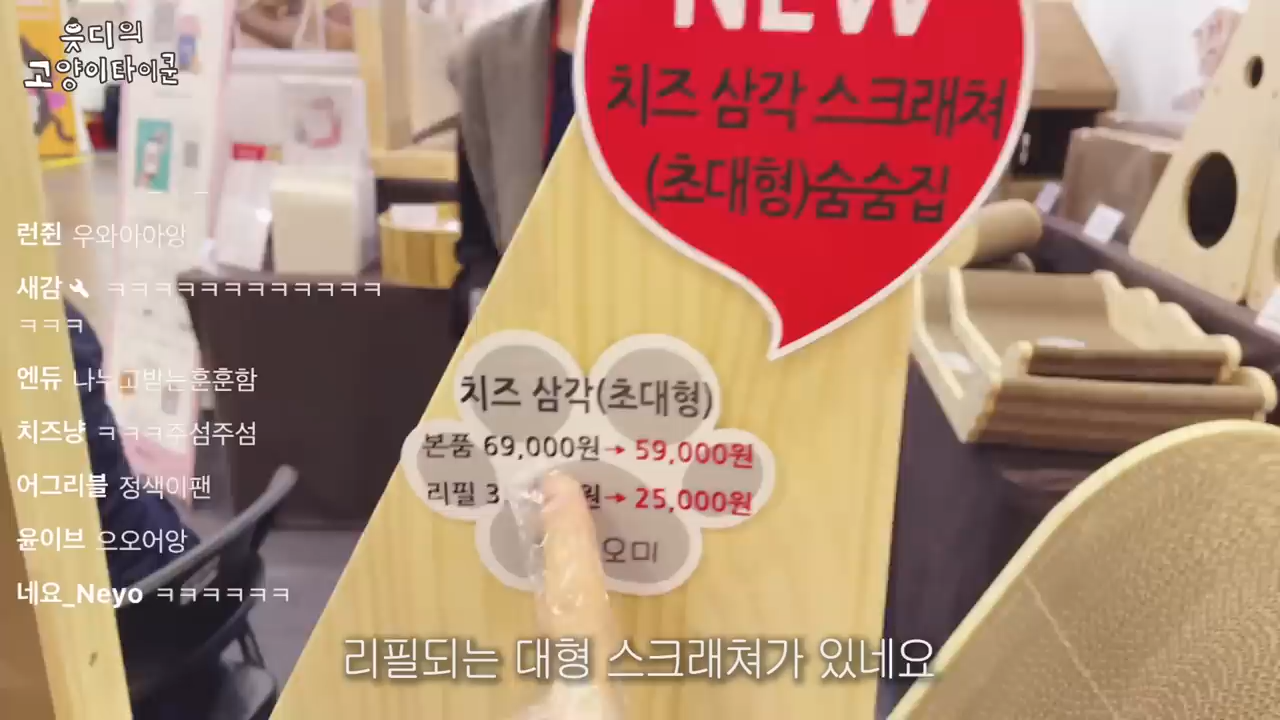 읏디의
고양이타이쿤
NEW
치즈 삼각 스크래쳐
(초대형)숨숨집
런쥔 우와아아앙
새감 ㅋㅋㅋㅋㅋㅋㅋㅋㅋㅋㅋㅋ
ㅋㅋㅋ
엔듀 나누고받는훈훈함
치즈냥 ㅋㅋㅋ주섬주섬
어그리블 정색이팬
윤이브 으오어앙
네요_Neyo ㅋㅋㅋㅋㅋㅋ
치즈 삼각(초대형)
본품 69,000원→59,000원
리필 3 원→25,000원
오미
리필되는 대형 스크래쳐가 있네요